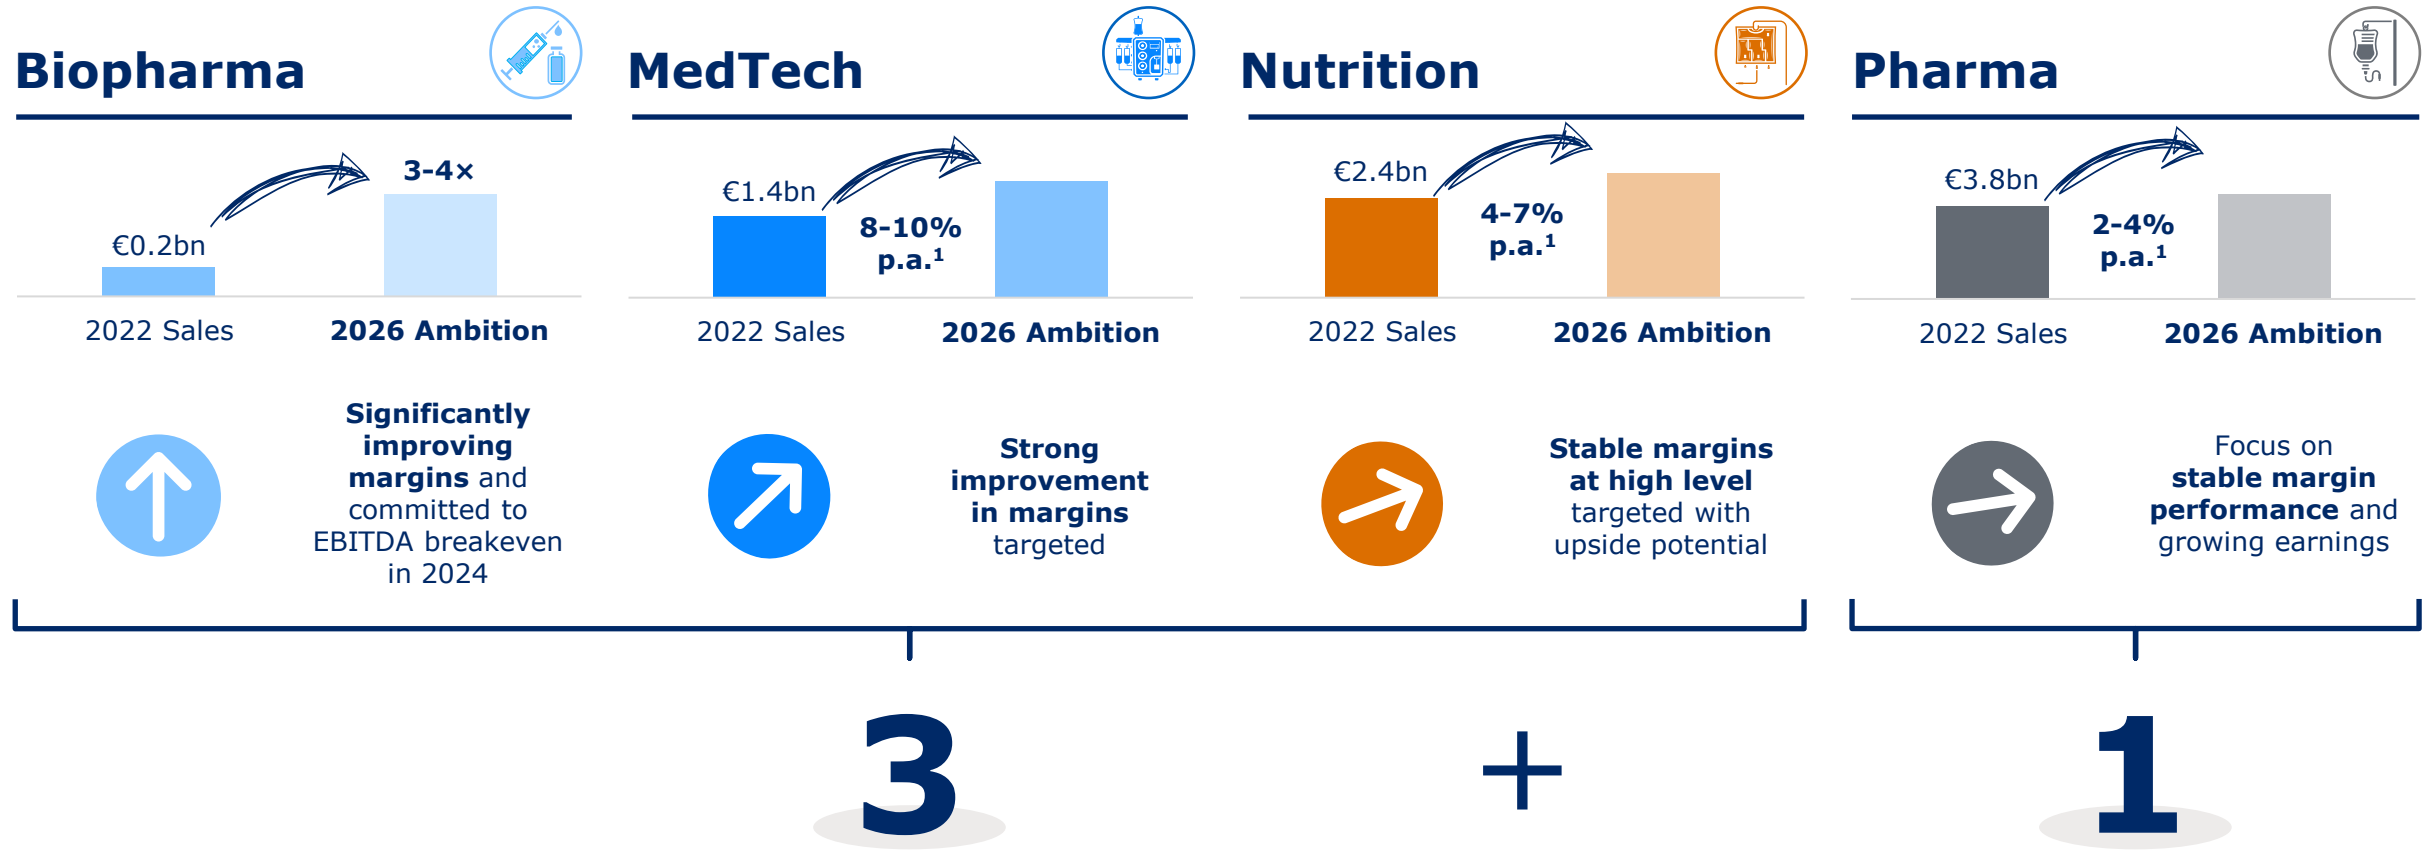 Biopharma
€0.2bn
3-4×
2022 Sales
2026 Ambition
Significantly
improving
margins and
committed to
EBITDA breakeven
in 2024
MedTech
€1.4bn
8-10%
p.a.¹
2022 Sales
2026 Ambition
Strong
improvement
in margins
targeted
Nutrition
€2.4bn
4-7%
p.a.¹
2022 Sales
2026 Ambition
Stable margins
at high level
targeted with
upside potential
Pharma
€3.8bn
2-4%
p.a.¹
2022 Sales
2026 Ambition
Focus on
stable margin
performance and
growing earnings
3
+
1